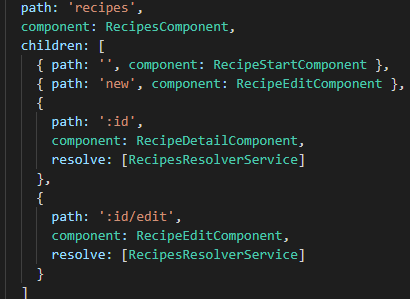 path: 'recipes',
component: RecipesComponent,
children: [
{ path: '', component: RecipeStartComponent },
{ path: 'new', component: RecipeEditComponent },
{
path: ':id',
component: RecipeDetailComponent,
resolve: [RecipesResolverService]
},
{
path: ':id/edit',
component: RecipeEditComponent,
resolve: [RecipesResolverService]
}
]